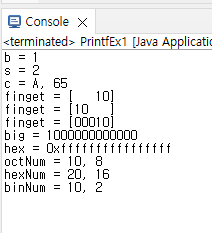 Console
<terminated> PrintfEx1 [Java Applicatio
b = 1
s = 2
c = A, 65
finget = [   10]
finget = [10   ]
finget = [00010]
big = 1000000000000
hex = 0xffffffffffffffff
octNum = 10, 8
hexNum = 20, 16
binNum = 10, 2